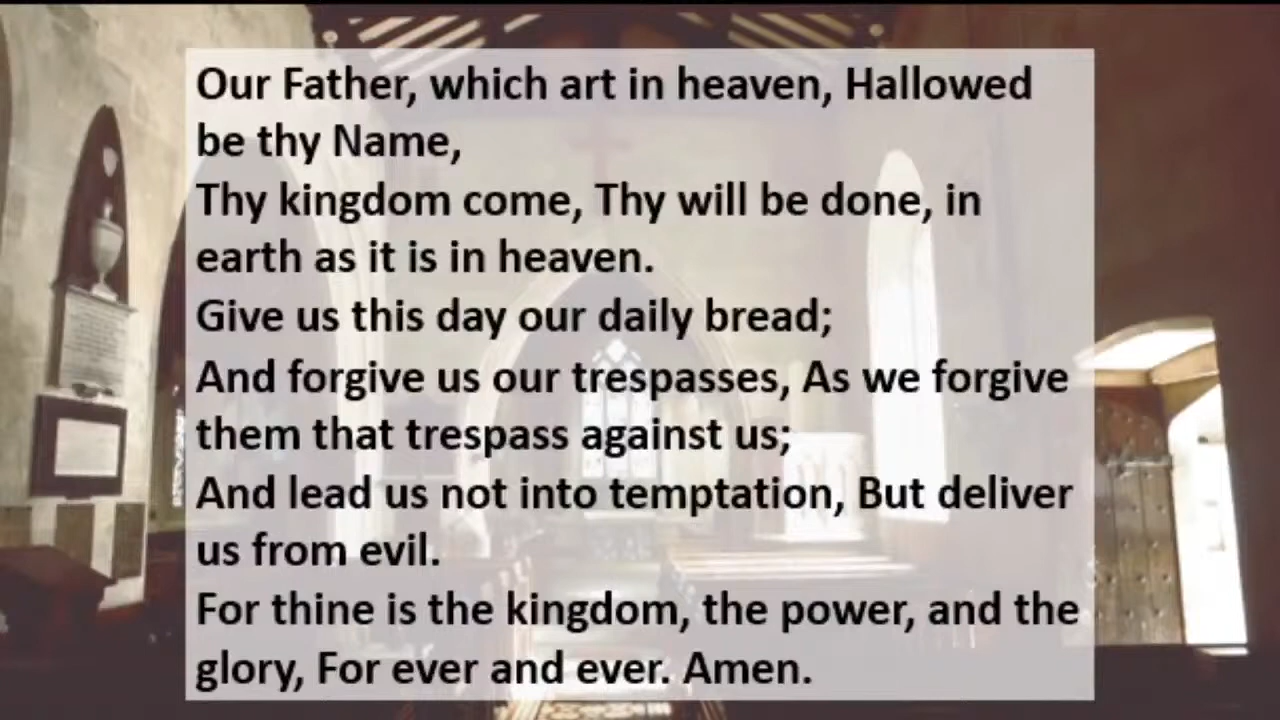 Our Father, which art in heaven, Hallowed
be thy Name,
Thy kingdom come, Thy will be done, in
earth as it is in heaven.
Give us this day our daily bread;
And forgive us our trespasses, As we forgive
them that trespass against us;
And lead us not into temptation, But deliver
us from evil.
For thine is the kingdom, the power, and the
glory, For ever and ever. Amen.